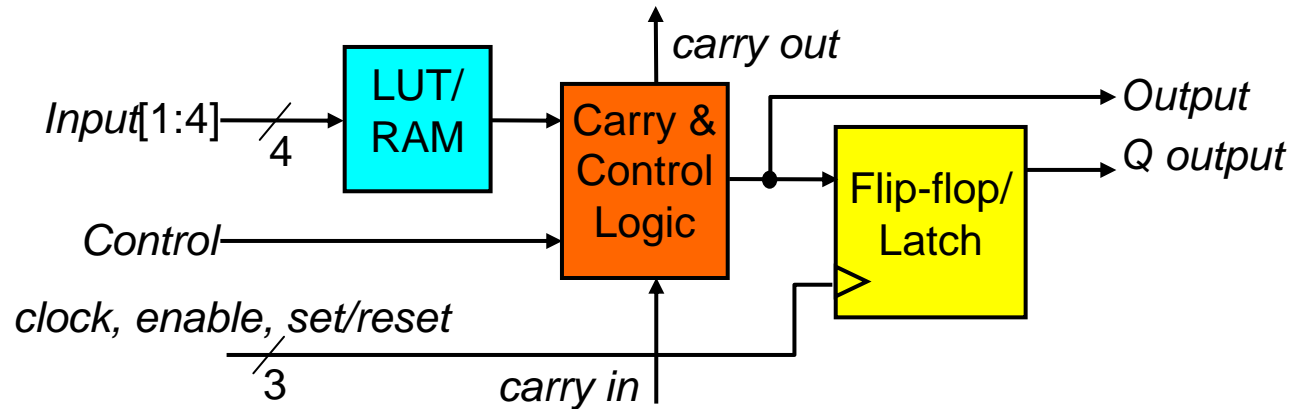 carry out
LUT/
RAM
Input[1:4]
4
Carry &
Control
Logic
Output
Q output
Flip-flop/
Latch
Control
clock, enable, set/reset
3
carry in